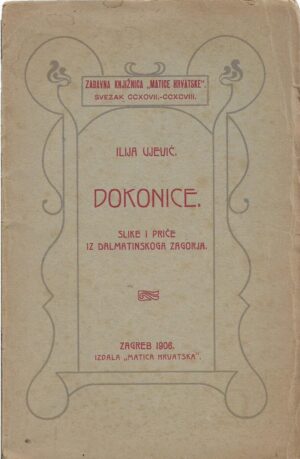 ZABAVNA KNJIŽNICA „MATICE HRVATSKE“.
SVEZAK CCXCVII.-CCXCVIII.
ILIJA UJEVIĆ.
DOKONICE.
SLIKE I PRIČE
IZ DALMATINSKOGA ZAGORJA.
ZAGREB 1906.
IZDALA „MATICA HRVATSKA“.